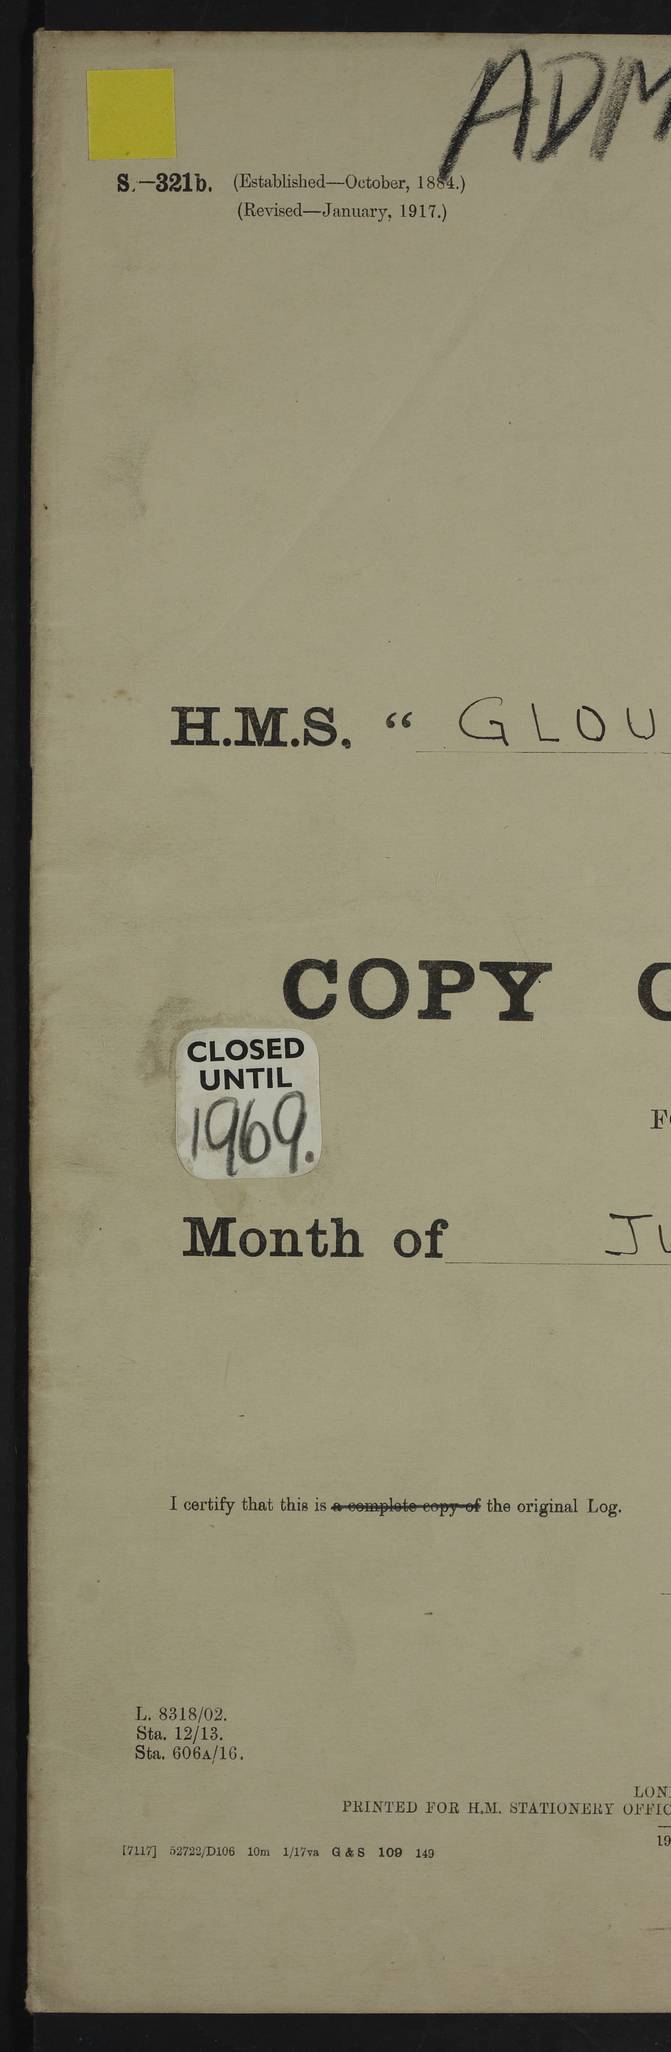 ADM
S.—321b. (Established—October, 1884.)
(Revised—January, 1917.)
H.M.S. “ GLOU
COPY
CLOSED
UNTIL
1969.
Month of JU
I certify that this is a complete copy of the original Log.
L. 8318/02.
Sta. 12/13.
Sta. 606A/16.
LON
PRINTED FOR H.M. STATIONERY OFFIC
19
[7117] 52722/D106 10m 1/17va G & S 109 149